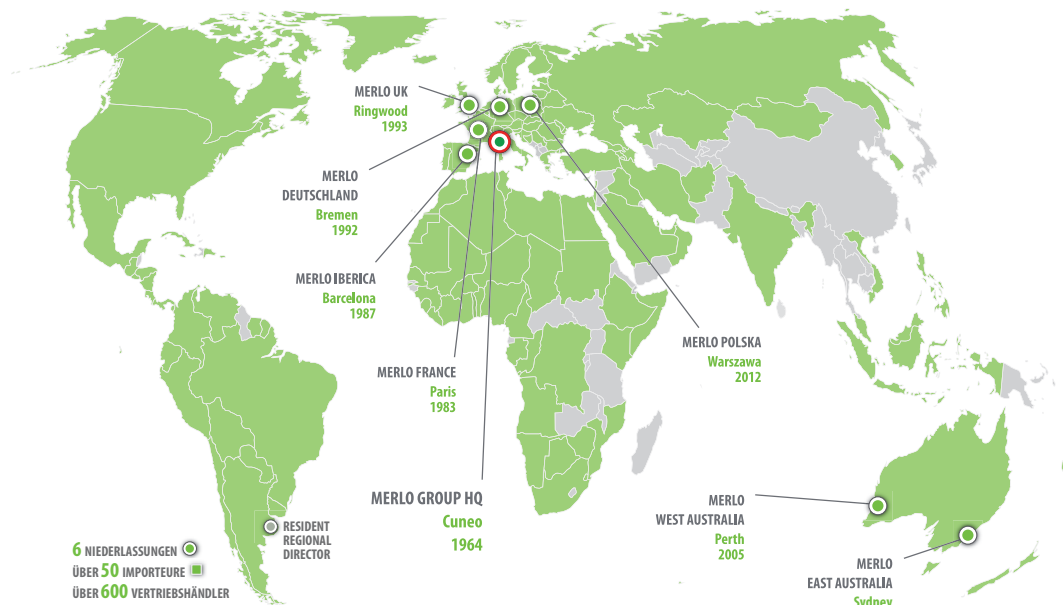 MERLO UK
Ringwood
1993
MERLO
DEUTSCHLAND
Bremen
1992
MERLO IBERICA
Barcelona
1987
MERLO FRANCE
Paris
1983
MERLO GROUP HQ
Cuneo
1964
MERLO POLSKA
Warszawa
2012
MERLO
WEST AUSTRALIA
Perth
2005
MERLO
EAST AUSTRALIA
Sydney
RESIDENT
REGIONAL
DIRECTOR
6 NIEDERLASSUNGEN
ÜBER 50 IMPORTEURE
ÜBER 600 VERTRIEBSHÄNDLER